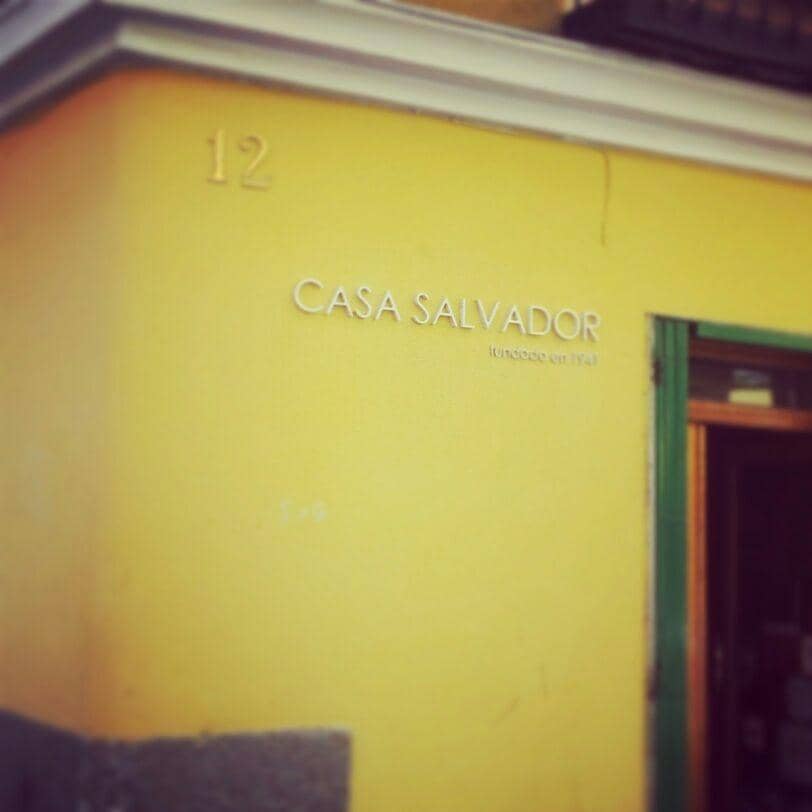 12
CASA SALVADOR
fundado en 1941